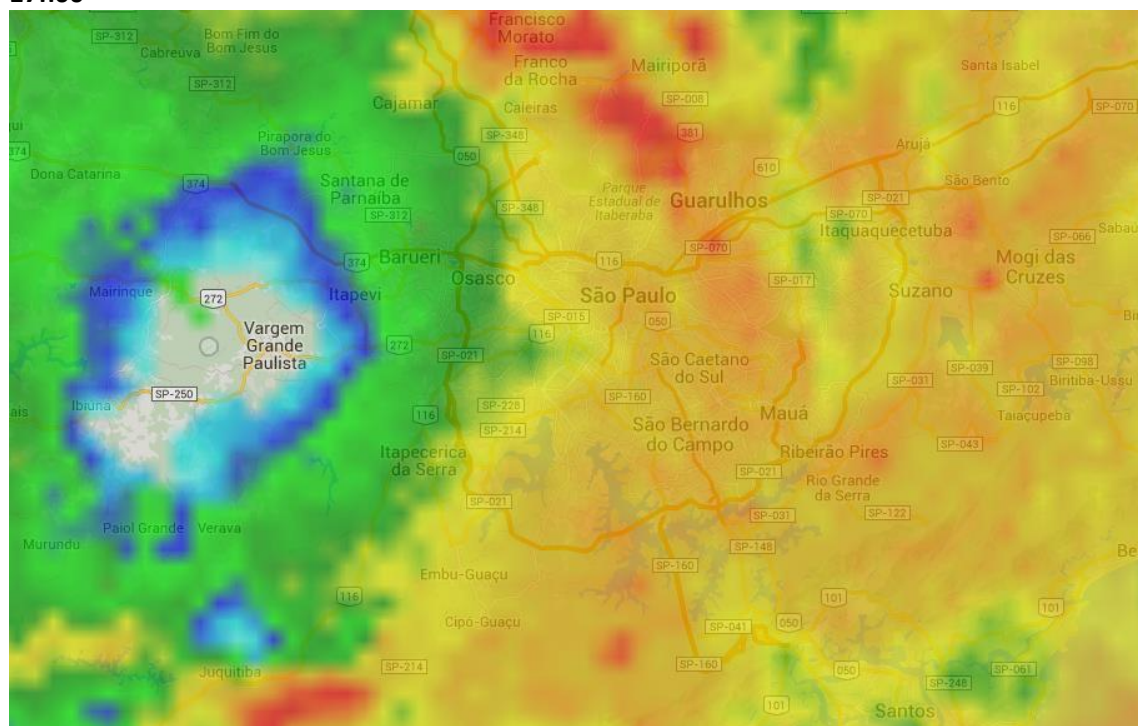 SP-312
Bom Fim do
Bom Jesus
Cabreuva
SP-312
SP-312
Francisco
Morato
Franco
da Rocha
Mairiporã
Santa Isabel
Cajamar
Caieiras
SP-008
116
SP-070
381
SP-348
Pirapora do
Bom Jesus
374
050
Arujá
Dona Catarina
374
Santana de
Parnaíba
SP-312
610
São Bento
Parque
Estadual de
Itaberaba
Guarulhos
SP-021
SP-348
SP-070
Itaquaquecetuba
SP-066
SP-070
374
Barueri
116
Osasco
SP-017
Mogi das
Cruzes
Mairinque
272
Itapevi
São Paulo
Suzano
Vargem
Grande
Paulista
SP-015
050
116
272
SP-021
São Caetano
do Sul
SP-039
SP-098
SP-031
SP-102
Biritiba-Ussu
SP-250
Ibiuna
SP-160
SP-228
116
SP-214
Mauá
Taiaçupeba
São Bernardo
do Campo
SP-043
Itapecerica
da Serra
Ribeirão Pires
SP-021
Rio Grande
da Serra
SP-021
SP-031
SP-122
Paiol Grande
Verava
Murundu
SP-148
SP-160
Embu-Guaçu
116
101
101
Cipó-Guaçu
SP-041
050
Juquitiba
SP-214
SP-160
050
SP-061
SP-248
101
Santos